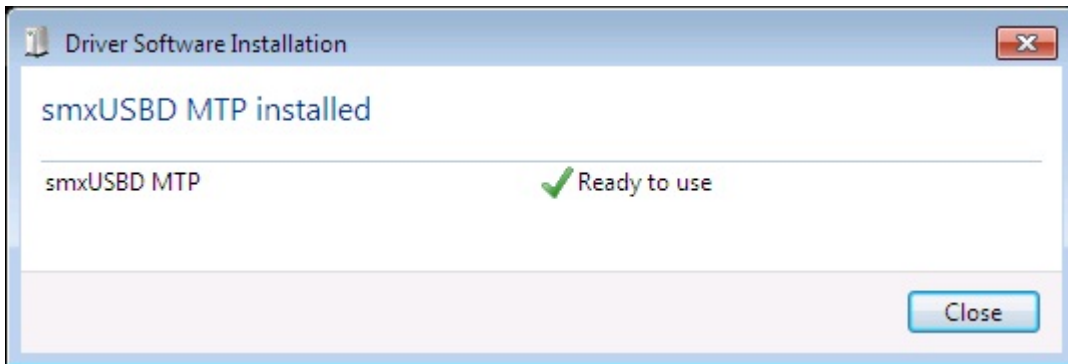 Driver Software Installation
smxUSBD MTP installed
smxUSBD MTP Ready to use
Close